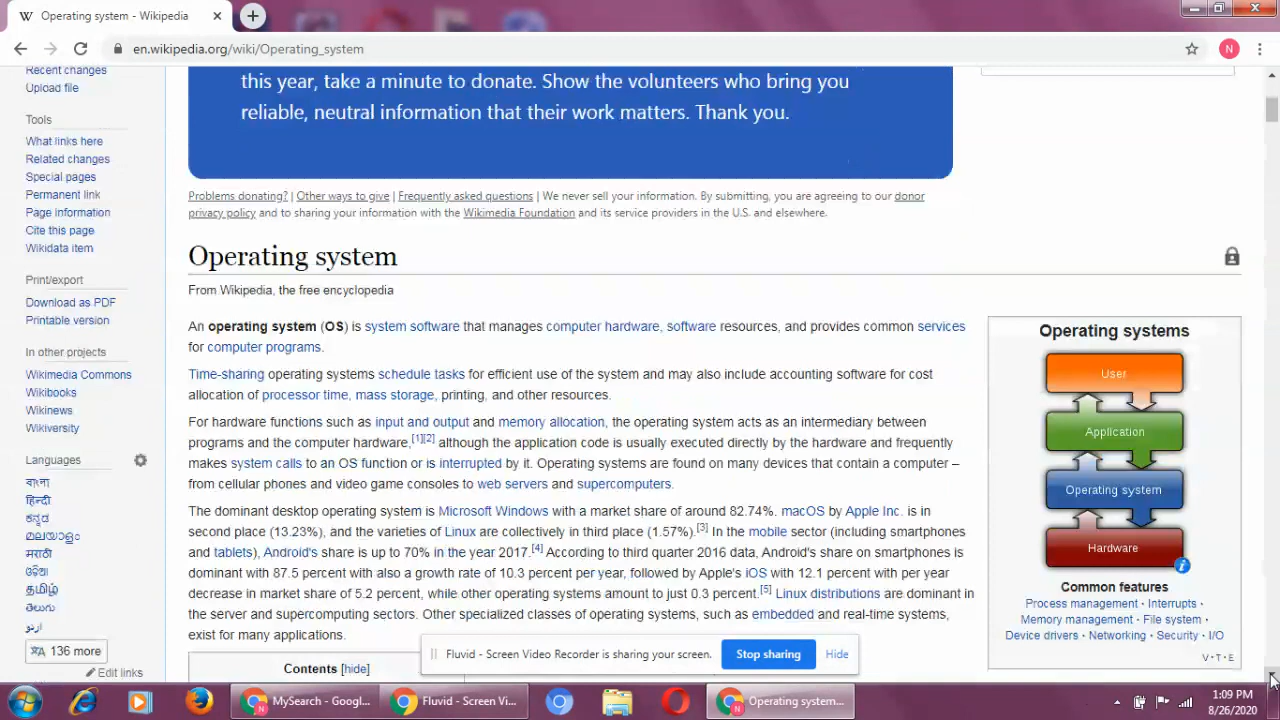 Operating system - Wikipedia
en.wikipedia.org/wiki/Operating_system
N
Recent changes
Upload file
Tools
What links here
Related changes
Special pages
Permanent link
Page information
Cite this page
Wikidata item
Print/export
Download as PDF
Printable version
In other projects
Wikimedia Commons
Wikibooks
Wikinews
Wikiversity
Languages
বাংলা
हिन्दी
ಕನ್ನಡ
മലയാളം
मराठी
ଓଡ଼ିଆ
தமிழ்
తెలుగు
اردو
136 more
Edit links
this year, take a minute to donate. Show the volunteers who bring you
reliable, neutral information that their work matters. Thank you.
Problems donating? | Other ways to give | Frequently asked questions | We never sell your information. By submitting, you are agreeing to our donor
privacy policy and to sharing your information with the Wikimedia Foundation and its service providers in the U.S. and elsewhere.
Operating system
From Wikipedia, the free encyclopedia
An operating system (OS) is system software that manages computer hardware, software resources, and provides common services
for computer programs.
Time-sharing operating systems schedule tasks for efficient use of the system and may also include accounting software for cost
allocation of processor time, mass storage, printing, and other resources.
For hardware functions such as input and output and memory allocation, the operating system acts as an intermediary between
programs and the computer hardware,[1][2] although the application code is usually executed directly by the hardware and frequently
makes system calls to an OS function or is interrupted by it. Operating systems are found on many devices that contain a computer –
from cellular phones and video game consoles to web servers and supercomputers.
The dominant desktop operating system is Microsoft Windows with a market share of around 82.74%. macOS by Apple Inc. is in
second place (13.23%), and the varieties of Linux are collectively in third place (1.57%).[3] In the mobile sector (including smartphones
and tablets), Android's share is up to 70% in the year 2017.[4] According to third quarter 2016 data, Android's share on smartphones is
dominant with 87.5 percent with also a growth rate of 10.3 percent per year, followed by Apple's iOS with 12.1 percent with per year
decrease in market share of 5.2 percent, while other operating systems amount to just 0.3 percent.[5] Linux distributions are dominant in
the server and supercomputing sectors. Other specialized classes of operating systems, such as embedded and real-time systems,
exist for many applications.
Contents [hide]
Operating systems
User
Application
Operating system
Hardware
Common features
Process management · Interrupts ·
Memory management · File system ·
Device drivers · Networking · Security · I/O
V · T · E
Fluvid - Screen Video Recorder is sharing your screen.
Stop sharing
Hide
MySearch - Googl...
Fluvid - Screen V...
Operating system...
1:09 PM
8/26/2020